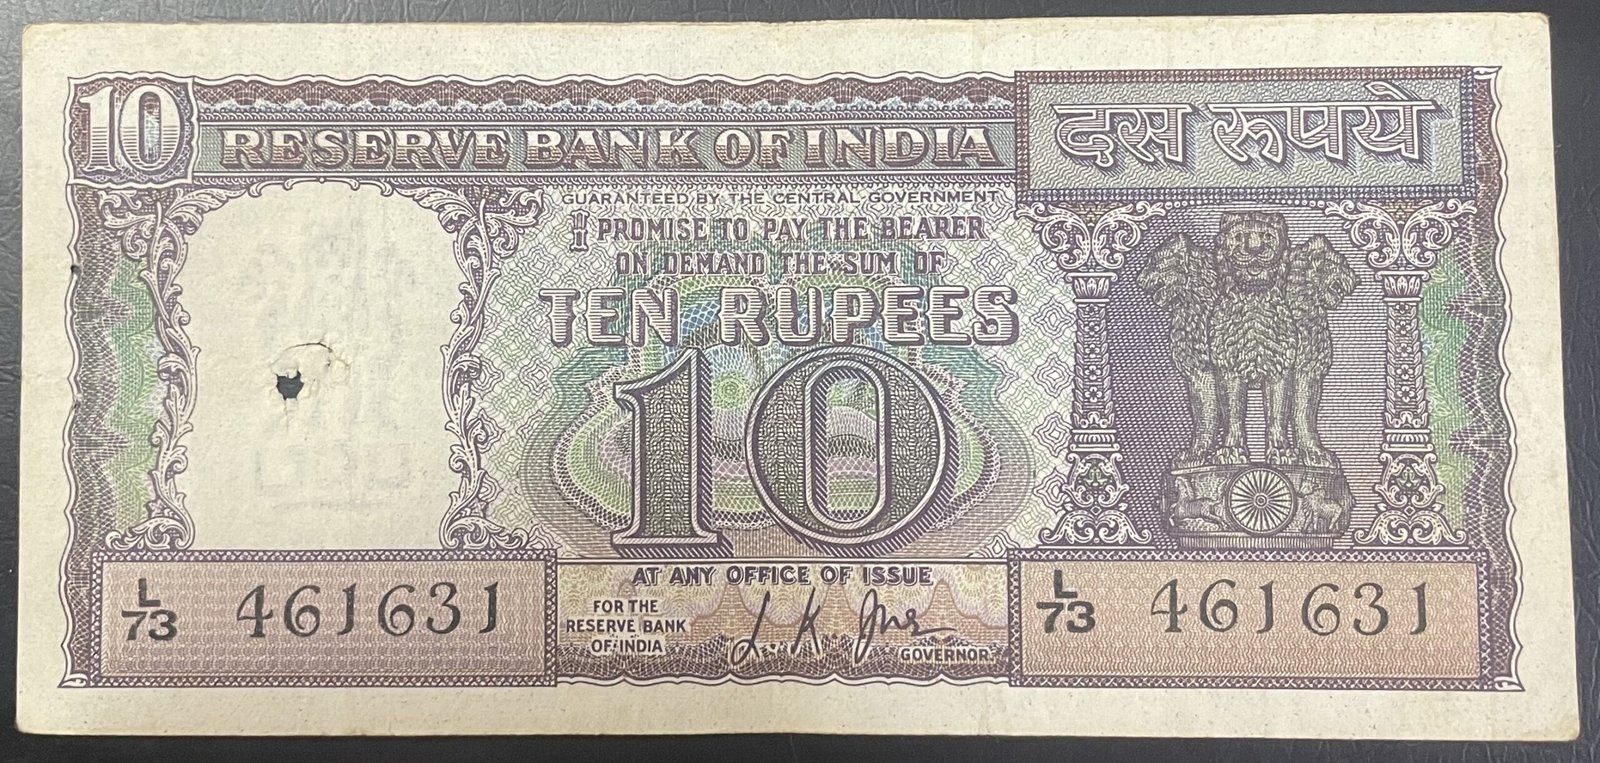 10 RESERVE BANK OF INDIA दस रूपये
GUARANTEED BY THE CENTRAL GOVERNMENT
I PROMISE TO PAY THE BEARER
ON DEMAND THE SUM OF
TEN RUPEES
10
AT ANY OFFICE OF ISSUE
L/73 461631
FOR THE
RESERVE BANK
OF INDIA
L. K. Jha
GOVERNOR.
L/73 461631